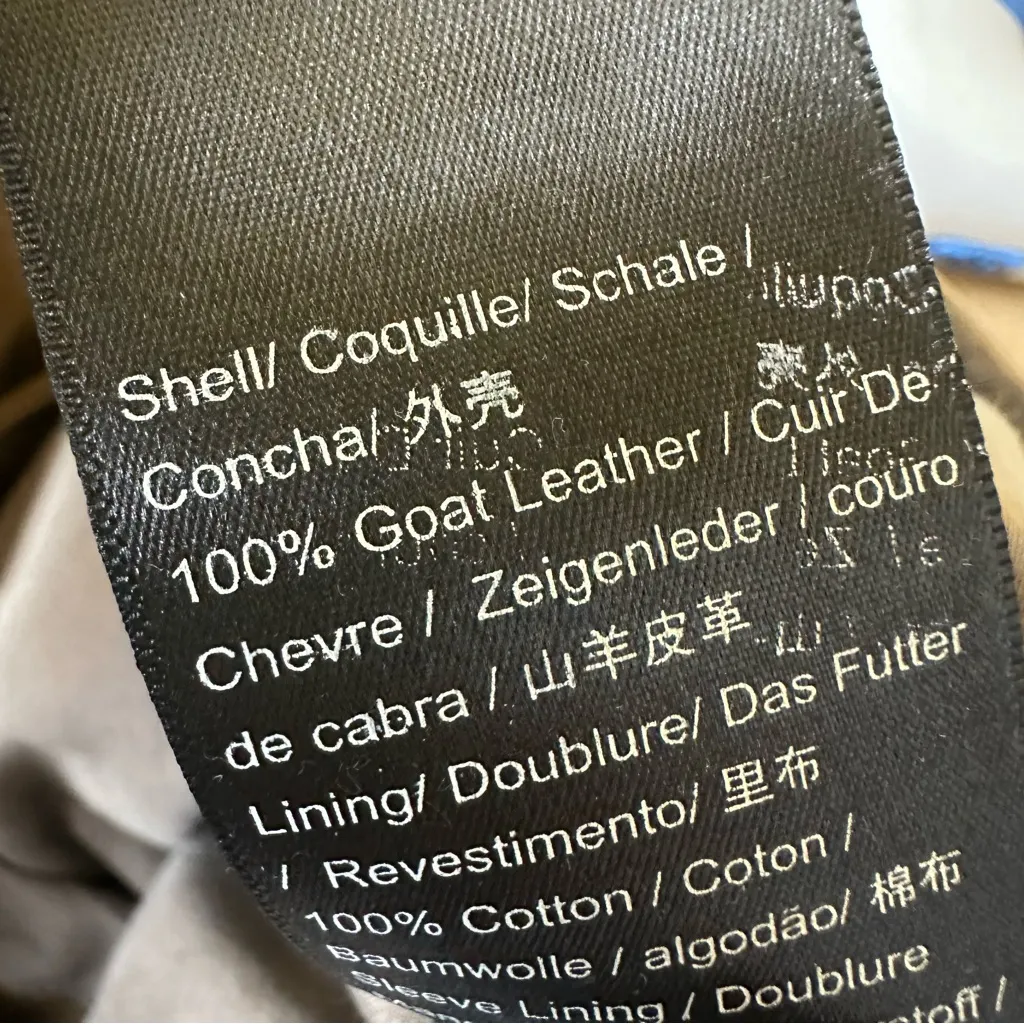 Shell/ Coquille/ Schale /
Concha/ 外壳
100% Goat Leather / Cuir De
Chevre / Zeigenleder / couro
de cabra / 山羊皮革
Lining/ Doublure/ Das Futter
/ Revestimento/ 里布
100% Cotton / Coton /
Baumwolle / algodão/ 棉布
Sleeve Lining / Doublure